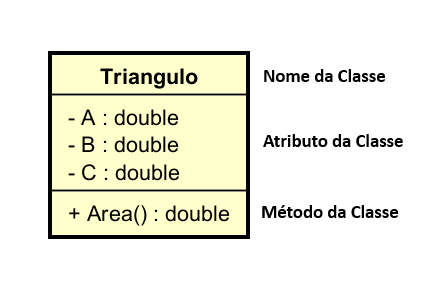 Triangulo
Nome da Classe
- A : double
- B : double
Atributo da Classe
- C : double
+ Area() : double
Método da Classe